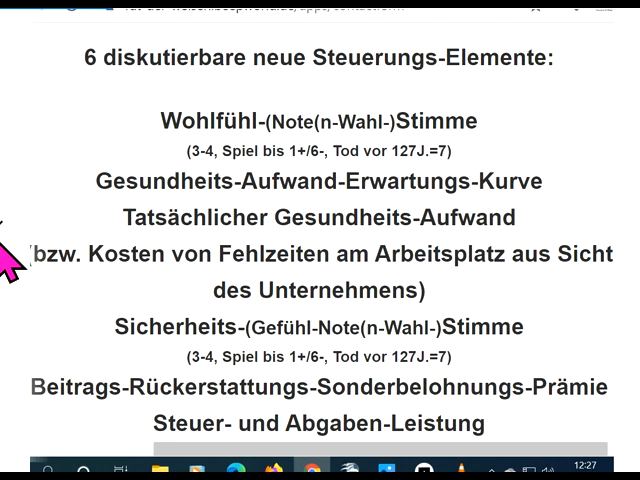 6 diskutierbare neue Steuerungs-Elemente:
Wohlfühl-(Note(n-Wahl-)Stimme
(3-4, Spiel bis 1+/6-, Tod vor 127J.=7)
Gesundheits-Aufwand-Erwartungs-Kurve
Tatsächlicher Gesundheits-Aufwand
(bzw. Kosten von Fehlzeiten am Arbeitsplatz aus Sicht
des Unternehmens)
Sicherheits-(Gefühl-Note(n-Wahl-)Stimme
(3-4, Spiel bis 1+/6-, Tod vor 127J.=7)
Beitrags-Rückerstattungs-Sonderbelohnungs-Prämie
Steuer- und Abgaben-Leistung
12:27